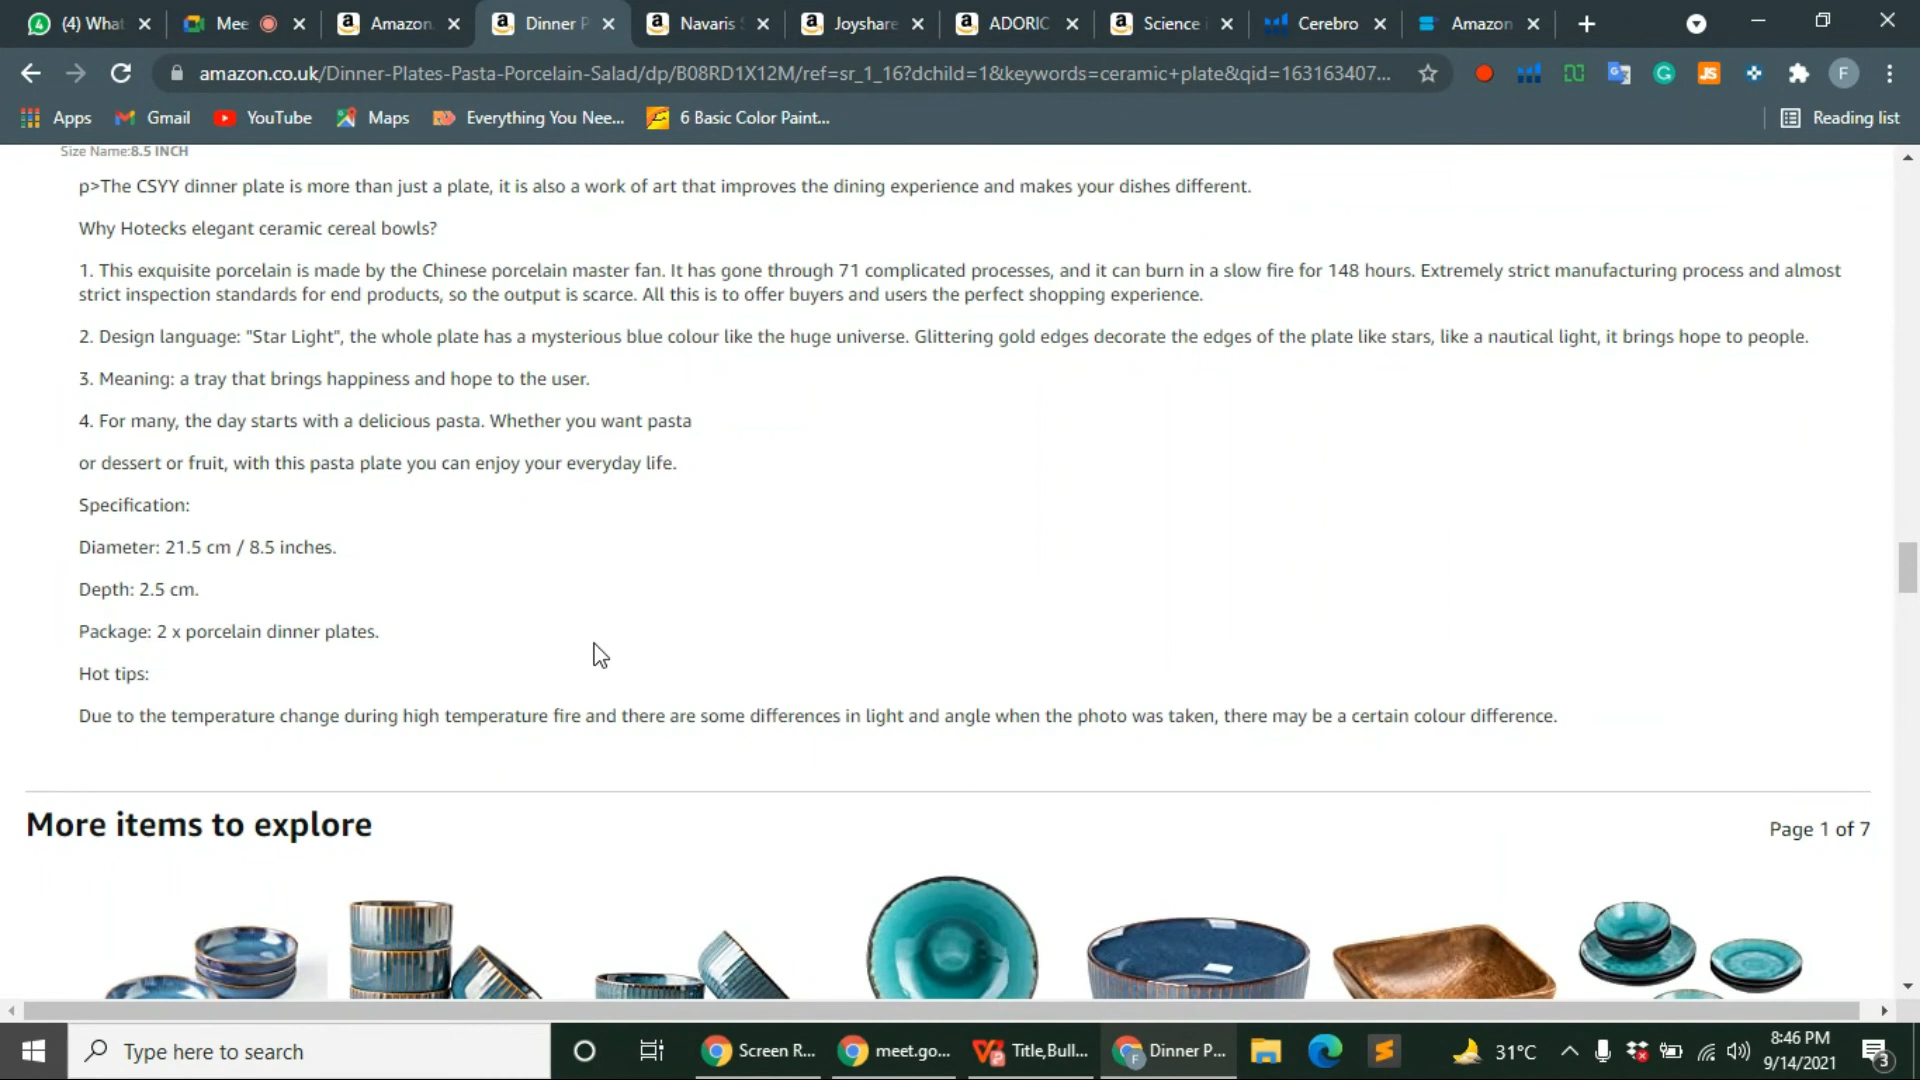 (4) What
Mee
Amazon.
Dinner P
Navaris
Joyshare
ADORIC
Science
Cerebro
Amazon
amazon.co.uk/Dinner-Plates-Pasta-Porcelain-Salad/dp/B08RD1X12M/ref=sr_1_16?dchild=1&keywords=ceramic+plate&qid=163163407...
F
Apps
Gmail
YouTube
Maps
Everything You Nee...
6 Basic Color Paint...
Reading list
Size Name:8.5 INCH
p>The CSYY dinner plate is more than just a plate, it is also a work of art that improves the dining experience and makes your dishes different.
Why Hotecks elegant ceramic cereal bowls?
1. This exquisite porcelain is made by the Chinese porcelain master fan. It has gone through 71 complicated processes, and it can burn in a slow fire for 148 hours. Extremely strict manufacturing process and almost
strict inspection standards for end products, so the output is scarce. All this is to offer buyers and users the perfect shopping experience.
2. Design language: "Star Light", the whole plate has a mysterious blue colour like the huge universe. Glittering gold edges decorate the edges of the plate like stars, like a nautical light, it brings hope to people.
3. Meaning: a tray that brings happiness and hope to the user.
4. For many, the day starts with a delicious pasta. Whether you want pasta
or dessert or fruit, with this pasta plate you can enjoy your everyday life.
Specification:
Diameter: 21.5 cm / 8.5 inches.
Depth: 2.5 cm.
Package: 2 x porcelain dinner plates.
Hot tips:
Due to the temperature change during high temperature fire and there are some differences in light and angle when the photo was taken, there may be a certain colour difference.
More items to explore
Page 1 of 7
Type here to search
Screen R...
meet.go...
Title,Bull...
Dinner P...
31°C
8:46 PM
9/14/2021
3